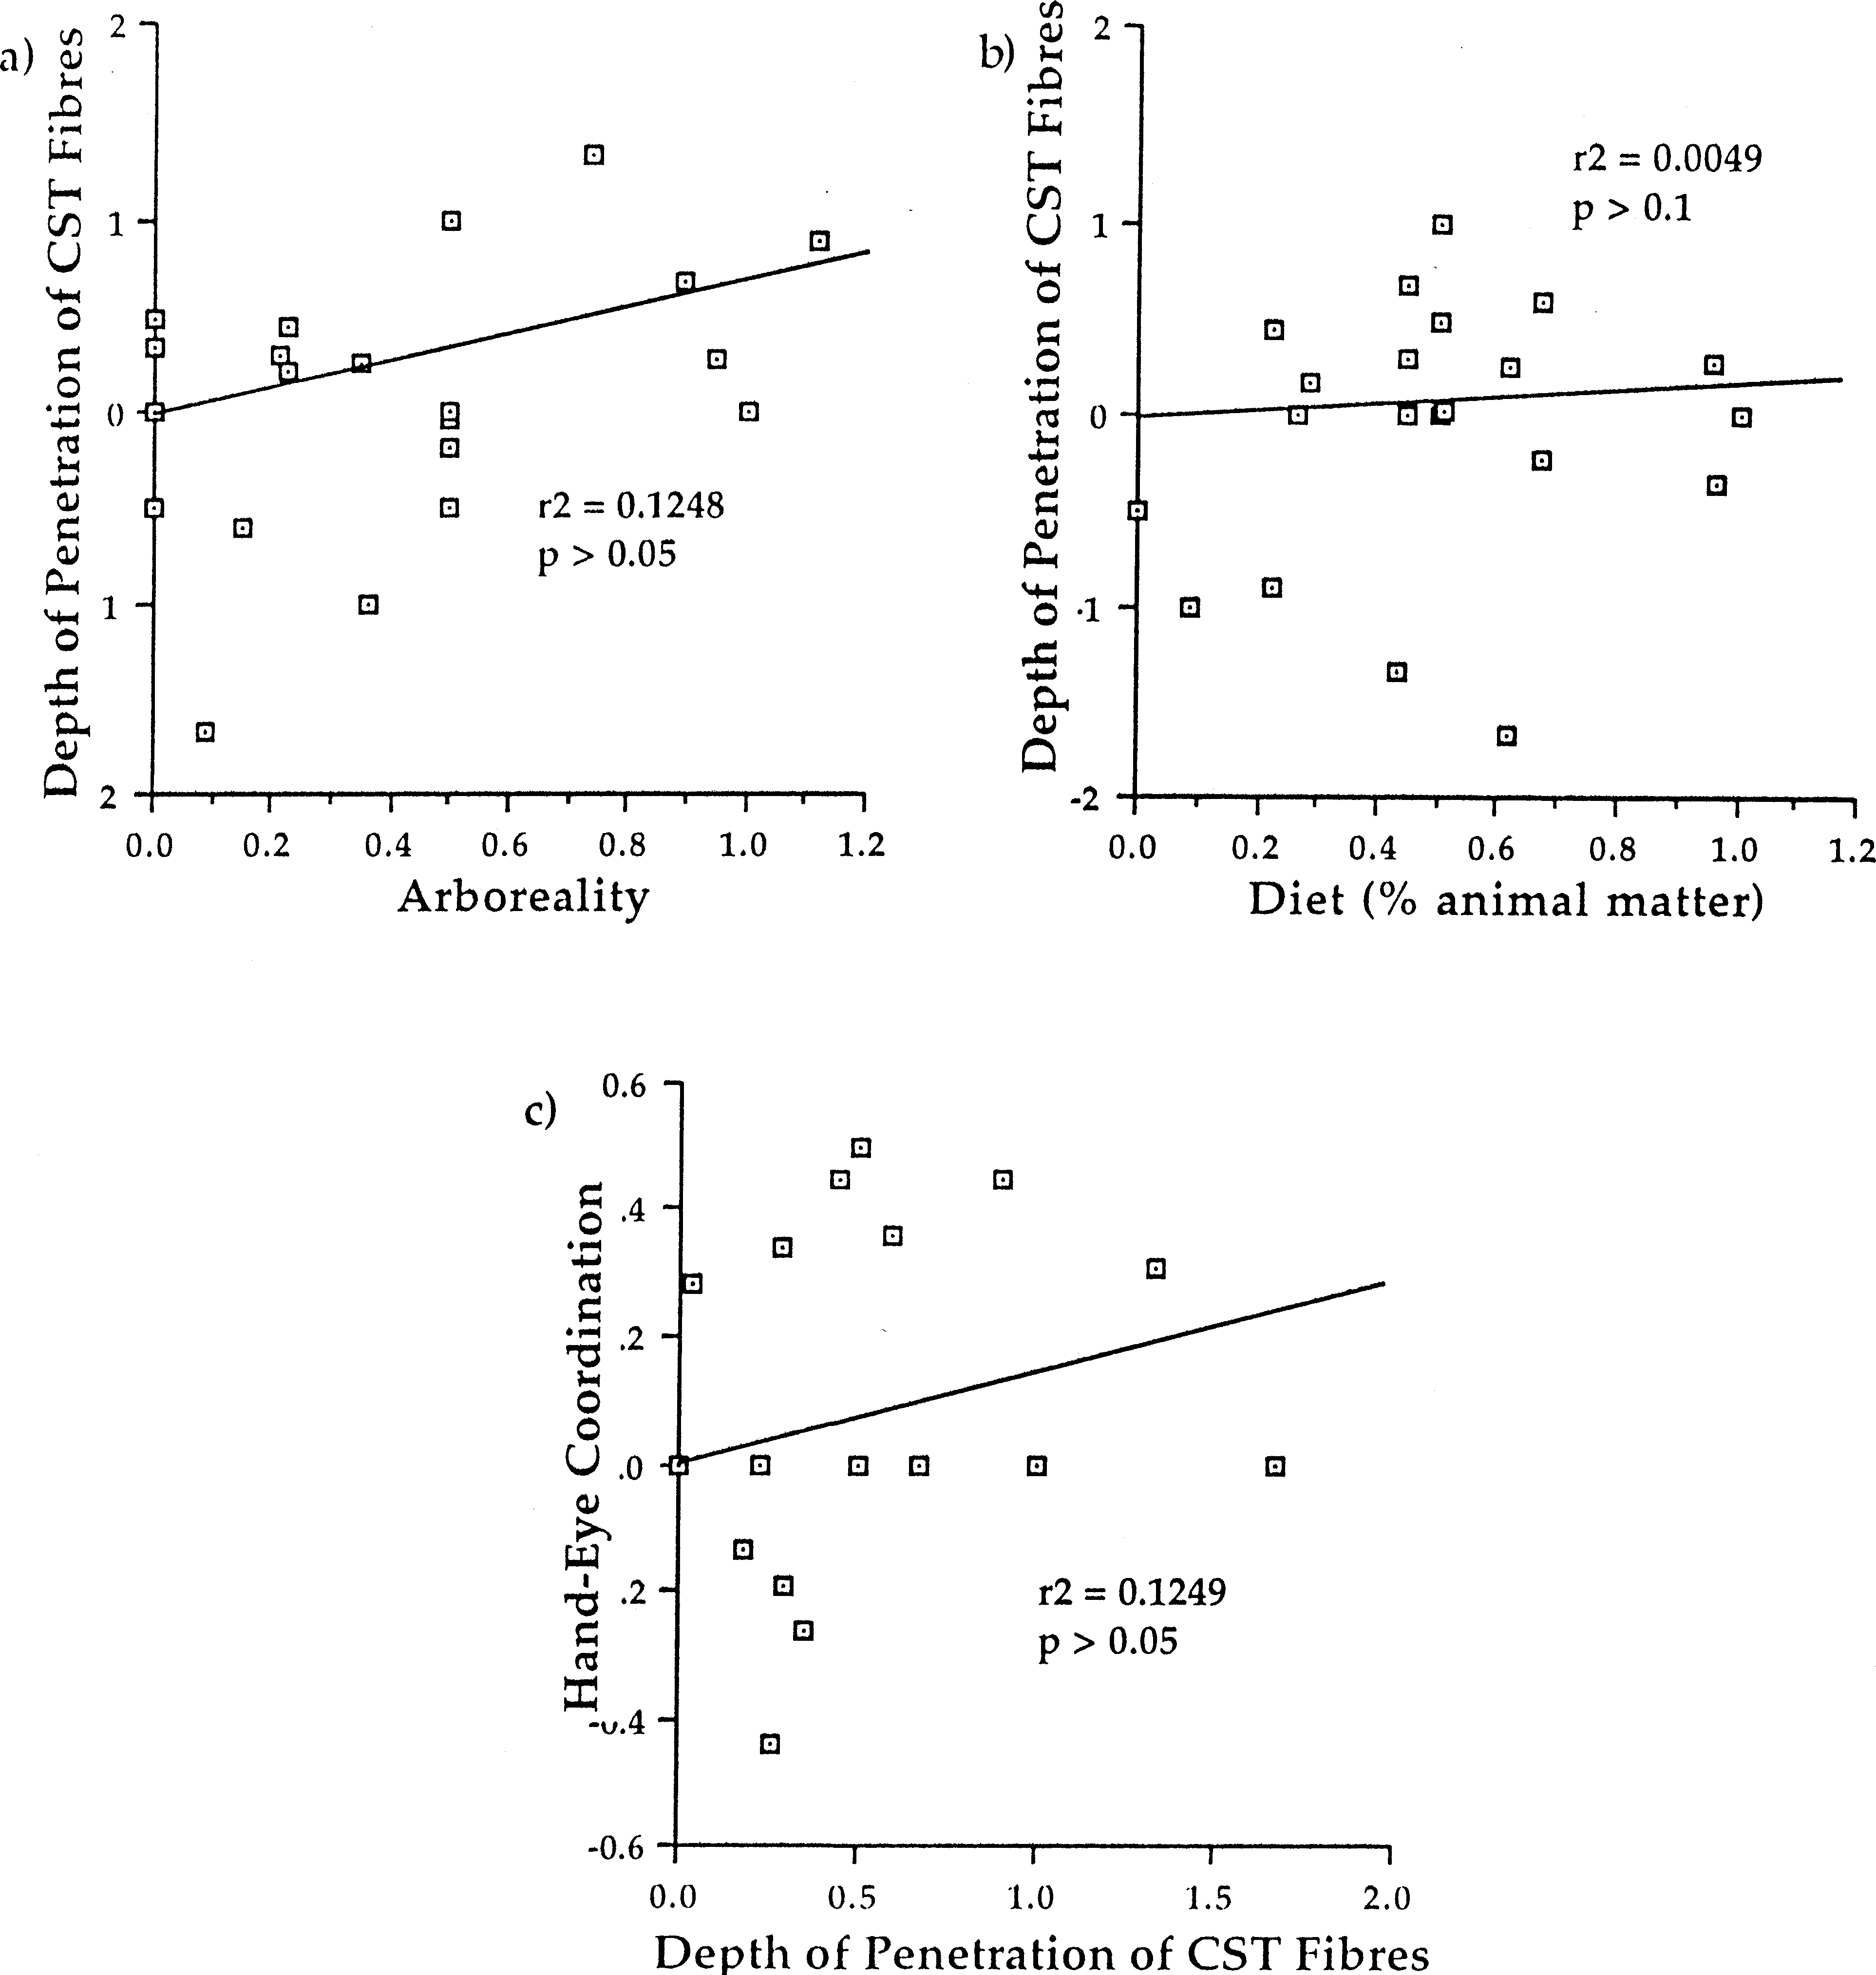 a)
Depth of Penetration of CST Fibres
2
1
0
1
2
0.0 0.2 0.4 0.6 0.8 1.0 1.2
Arboreality
r2 = 0.1248
p > 0.05
b)
Depth of Penetration of CST Fibres
2
1
0
-1
-2
0.0 0.2 0.4 0.6 0.8 1.0 1.2
Diet (% animal matter)
r2 = 0.0049
p > 0.1
c)
Hand-Eye Coordination
0.6
.4
.2
.0
.2
-0.4
-0.6
0.0 0.5 1.0 1.5 2.0
Depth of Penetration of CST Fibres
r2 = 0.1249
p > 0.05